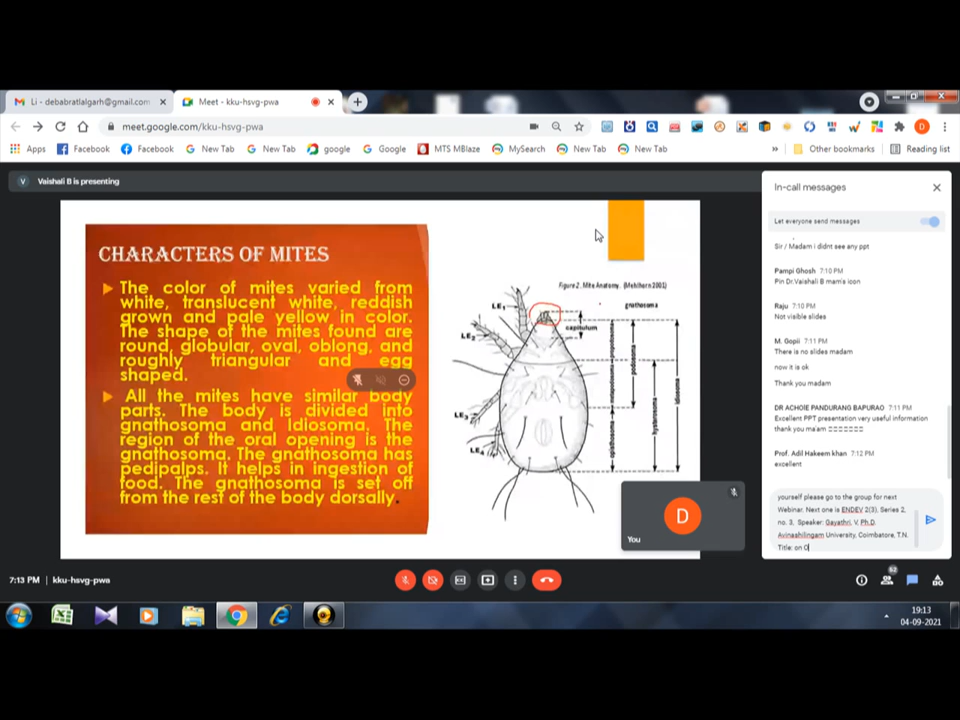 Li - debabratlalgarh@gmail.com
Meet - kku-hsvg-pwa
meet.google.com/kku-hsvg-pwa
Apps
Facebook
Facebook
New Tab
New Tab
google
Google
MTS MBlaze
MySearch
New Tab
New Tab
»
Other bookmarks
Reading list
V
Vaishali B is presenting
CHARACTERS OF MITES
The color of mites varied from
white, translucent white, reddish
grown and pale yellow in color.
The shape of the mites found are
round, globular, oval, oblong, and
roughly triangular and egg
shaped.
All the mites have similar body
parts. The body is divided into
gnathosoma and Idiosoma. The
region of the oral opening is the
gnathosoma. The gnathosoma has
pedipalps. It helps in ingestion of
food. The gnathosoma is set off
from the rest of the body dorsally.
Figure 2. Mite Anatomy. (Mehlhorn 2001)
LE1
gnathosoma
capitulum
LE2
LE3
LE4
propodosoma
metapodosoma
opisthosoma
podosoma
hysterosoma
idiosoma
D
You
In-call messages
Let everyone send messages
Sir / Madam i didnt see any ppt
Pampi Ghosh 7:10 PM
Pin Dr.Vaishali B mam's icon
Raju 7:10 PM
Not visible slides
M. Gopii 7:11 PM
There is no slides madam
now it is ok
Thank you madam
DR ACHOIE PANDURANG BAPURAO 7:11 PM
Excellent PPT presentation very useful information
thank you ma'am
Prof. Adil Hakeem khan 7:12 PM
excellent
yourself please go to the group for next
Webinar. Next one is ENDEV 2(3). Series 2,
no. 3, Speaker: Gayathri, V, Ph.D.
Avinashilingam University, Coimbatore, T.N.
Title: on O
7:13 PM | kku-hsvg-pwa
62
19:13
04-09-2021